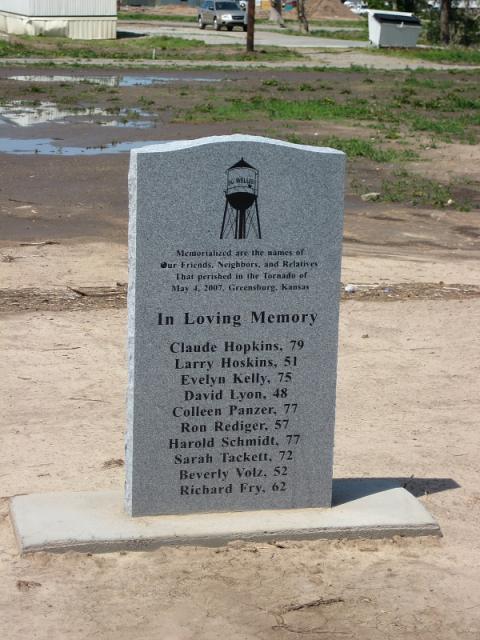 BIG WELL
Memorialized are the names of
Our Friends, Neighbors, and Relatives
That perished in the Tornado of
May 4, 2007, Greensburg, Kansas
In Loving Memory
Claude Hopkins, 79
Larry Hoskins, 51
Evelyn Kelly, 75
David Lyon, 48
Colleen Panzer, 77
Ron Rediger, 57
Harold Schmidt, 77
Sarah Tackett, 72
Beverly Volz, 52
Richard Fry, 62